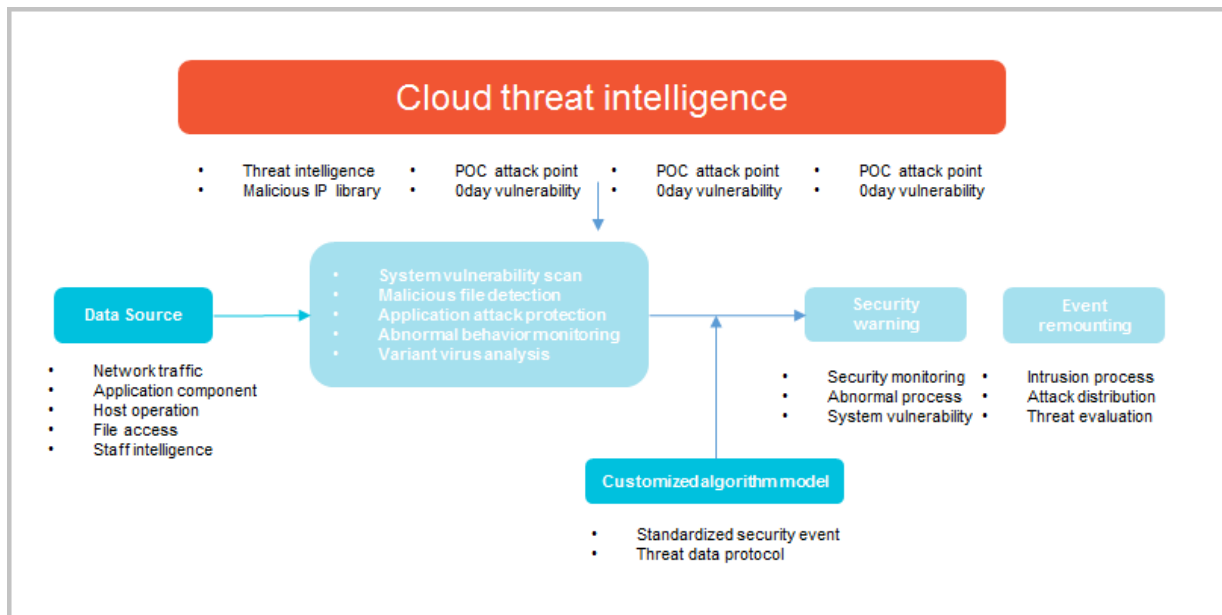 Cloud threat intelligence
• Threat intelligence
• Malicious IP library
• POC attack point
• 0day vulnerability
• POC attack point
• 0day vulnerability
• POC attack point
• 0day vulnerability
Data Source
• Network traffic
• Application component
• Host operation
• File access
• Staff intelligence
• System vulnerability scan
• Malicious file detection
• Application attack protection
• Abnormal behavior monitoring
• Variant virus analysis
Customized algorithm model
• Standardized security event
• Threat data protocol
Security
warning
• Security monitoring
• Abnormal process
• System vulnerability
Event
remounting
• Intrusion process
• Attack distribution
• Threat evaluation